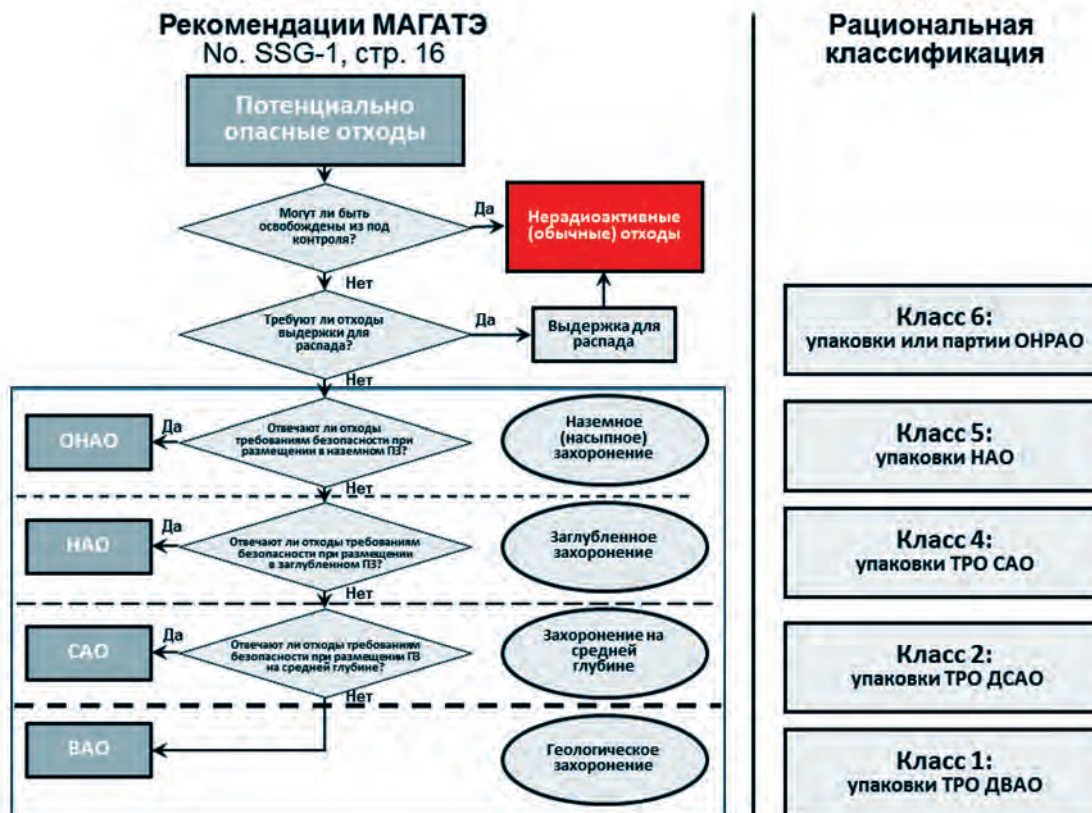 Рекомендации МАГАТЭ
No. SSG-1, стр. 16
Потенциально
опасные отходы
Могут ли быть
освобождены из под
контроля?
Да
Нерадиоактивные
(обычные) отходы
Нет
Требуют ли отходы
выдержки для
распада?
Да
Выдержка для
распада
Нет
ОНАО
Да
Отвечают ли отходы
требованиям безопасности при
размещении в наземном ПЗ?
Наземное
(насыпное)
захоронение
Нет
НАО
Да
Отвечают ли отходы требованиям
безопасности при размещении
в заглубленном ПЗ?
Заглубленное
захоронение
Нет
САО
Да
Отвечают ли отходы требованиям
безопасности при размещении ПВ
на средней глубине?
Захоронение на
средней
глубине
Нет
ВАО
Геологическое
захоронение
Рациональная
классификация
Класс 6:
упаковки или партии ОНРАО
Класс 5:
упаковки НАО
Класс 4:
упаковки ТРО САО
Класс 2:
упаковки ТРО ДСАО
Класс 1:
упаковки ТРО ДВАО